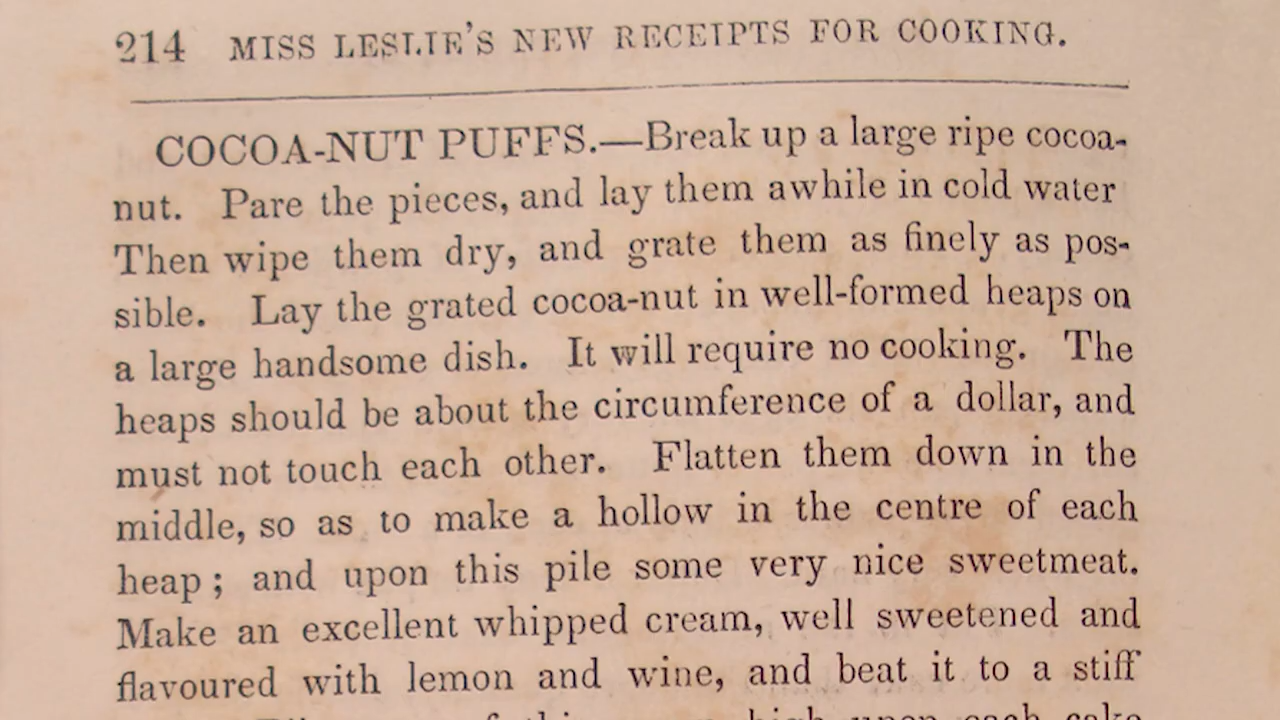 214 MISS LESLIE'S NEW RECEIPTS FOR COOKING.
COCOA-NUT PUFFS.—Break up a large ripe cocoa-
nut. Pare the pieces, and lay them awhile in cold water
Then wipe them dry, and grate them as finely as pos-
sible. Lay the grated cocoa-nut in well-formed heaps on
a large handsome dish. It will require no cooking. The
heaps should be about the circumference of a dollar, and
must not touch each other. Flatten them down in the
middle, so as to make a hollow in the centre of each
heap; and upon this pile some very nice sweetmeat.
Make an excellent whipped cream, well sweetened and
flavoured with lemon and wine, and beat it to a stiff
high upon each cake